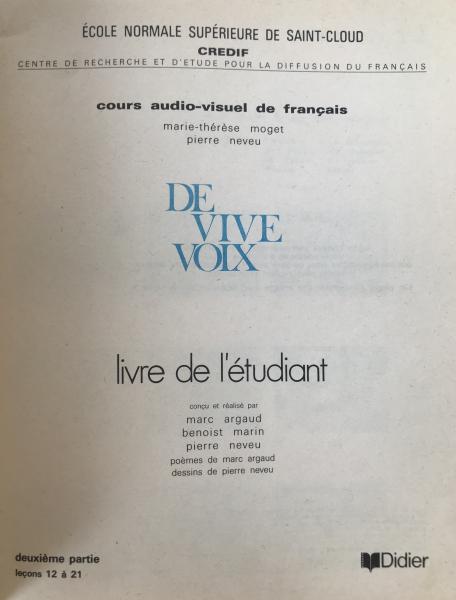 ÉCOLE NORMALE SUPÉRIEURE DE SAINT-CLOUD
CREDIF
CENTRE DE RECHERCHE ET D'ETUDE POUR LA DIFFUSION DU FRANÇAIS
cours audio-visuel de français
marie-thérèse moget
pierre neveu
DE
VIVE
VOIX
livre de l'étudiant
conçu et réalisé par
marc argaud
benoist marin
pierre neveu
poèmes de marc argaud
dessins de pierre neveu
deuxième partie
leçons 12 à 21
Didier